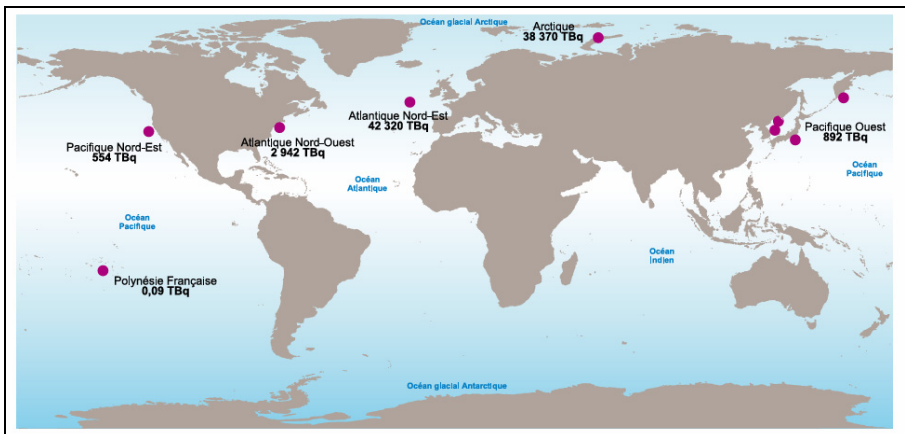 Océan glacial Arctique
Arctique
38 370 TBq
Atlantique Nord-Est
42 320 TBq
Pacifique Nord-Est
554 TBq
Atlantique Nord-Ouest
2 942 TBq
Pacifique Ouest
892 TBq
Océan
Pacifique
Océan
Atlantique
Océan
Pacifique
Océan
Indien
Polynésie Française
0,09 TBq
Océan glacial Antarctique